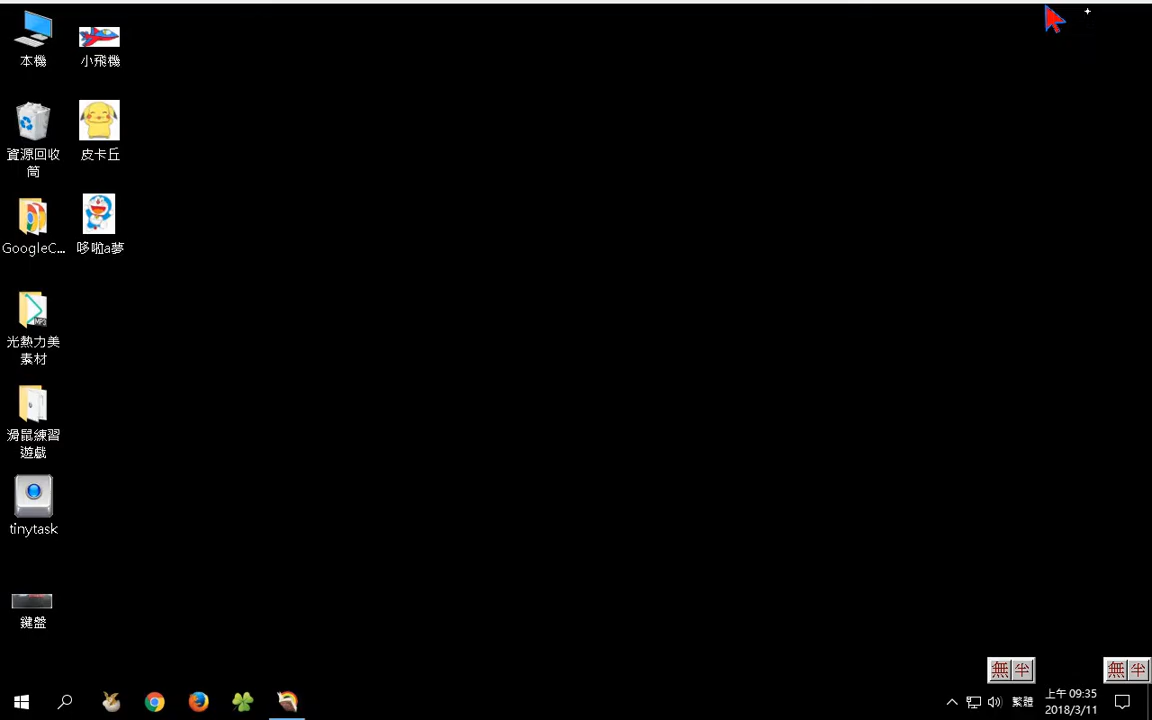 本機
小飛機
資源回收
筒
皮卡丘
GoogleC...
哆啦a夢
光熱力美
素材
滑鼠練習
遊戲
tinytask
鍵盤
無半
無半
繁體
上午 09:35
2018/3/11